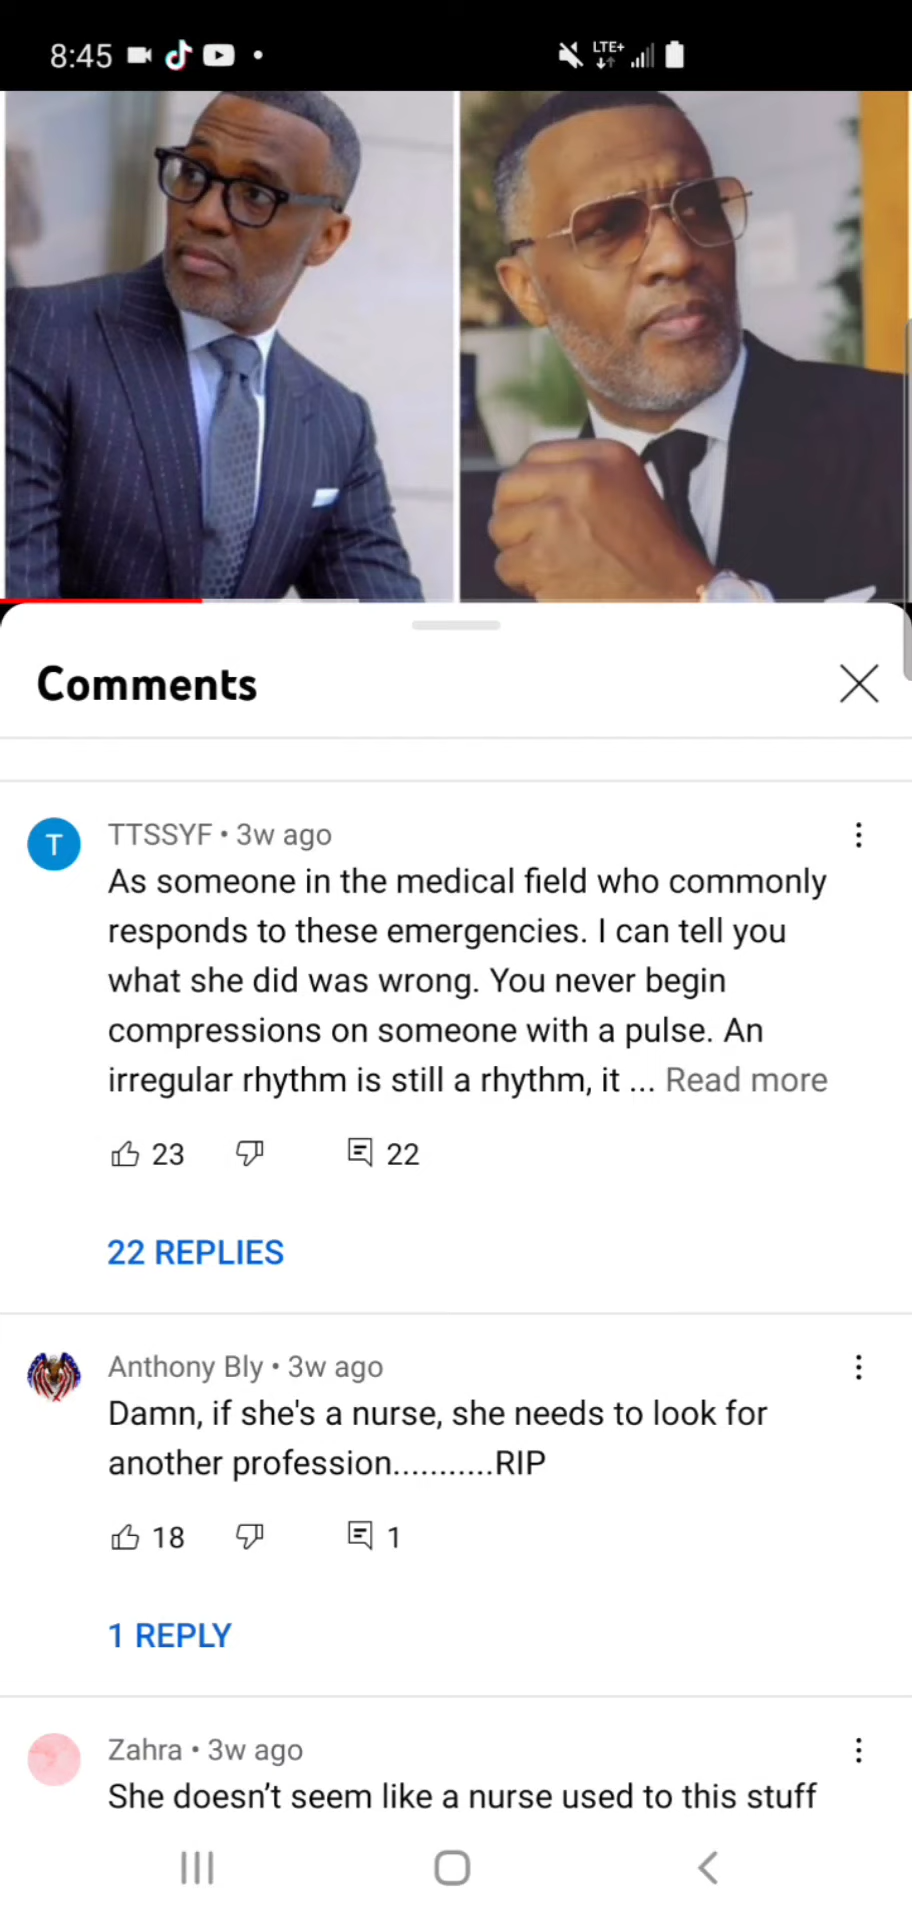 8:45
LTE+
Comments
T
TTSSYF • 3w ago
As someone in the medical field who commonly
responds to these emergencies. I can tell you
what she did was wrong. You never begin
compressions on someone with a pulse. An
irregular rhythm is still a rhythm, it ... Read more
23
22
22 REPLIES
Anthony Bly • 3w ago
Damn, if she's a nurse, she needs to look for
another profession...........RIP
18
1
1 REPLY
Zahra • 3w ago
She doesn’t seem like a nurse used to this stuff